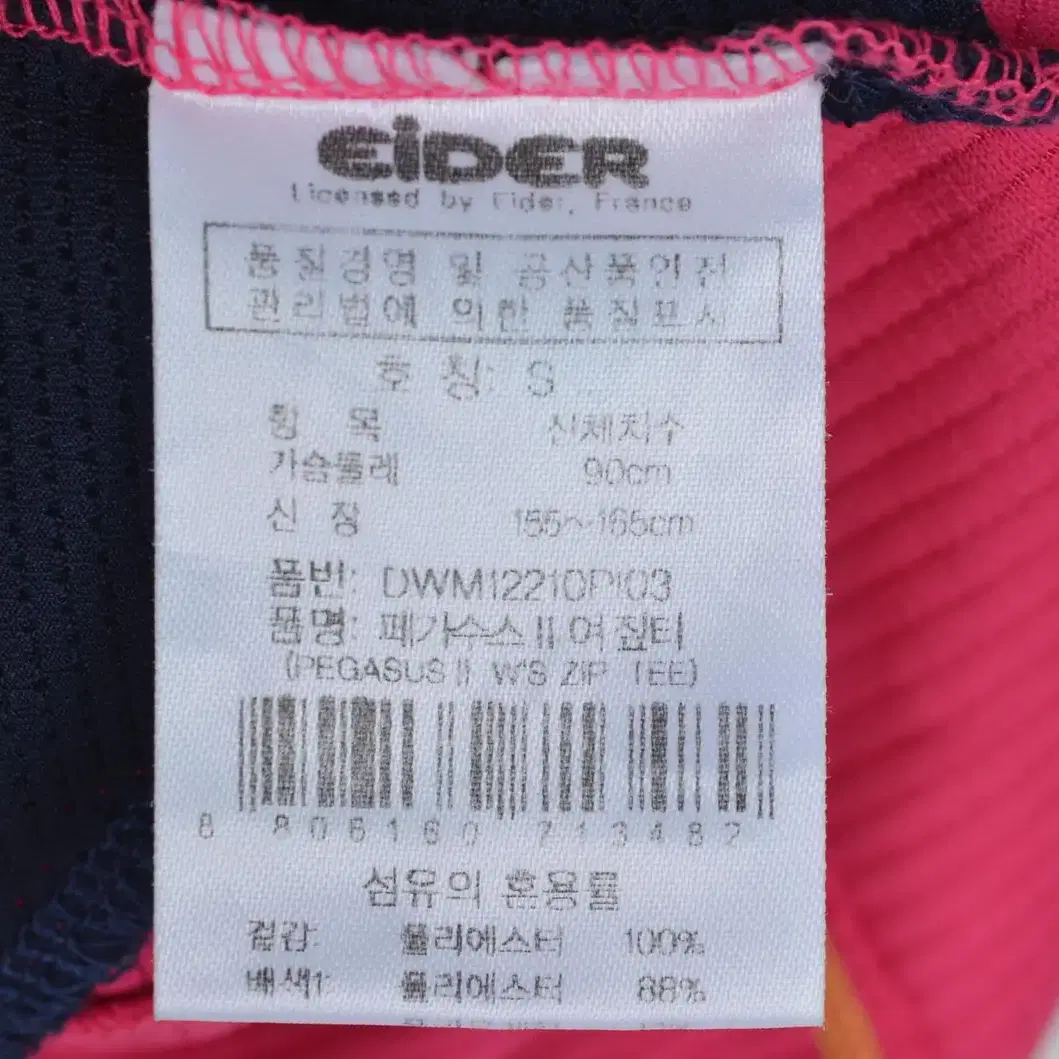 EiDER
Licensed by Eider, France
품질경명 및 공산품안전
관리법에 의한 품질표시
호 칭: S
항 목 신체치수
가슴둘레 90cm
신 장 155~165cm
품번: DWM12210PI03
품명: 페가수스 II 여 짚티
(PEGASUS II W'S ZIP TEE)
8 806160 713482
섬유의 혼용률
겉감: 폴리에스터 100%
배색1: 폴리에스터 88%